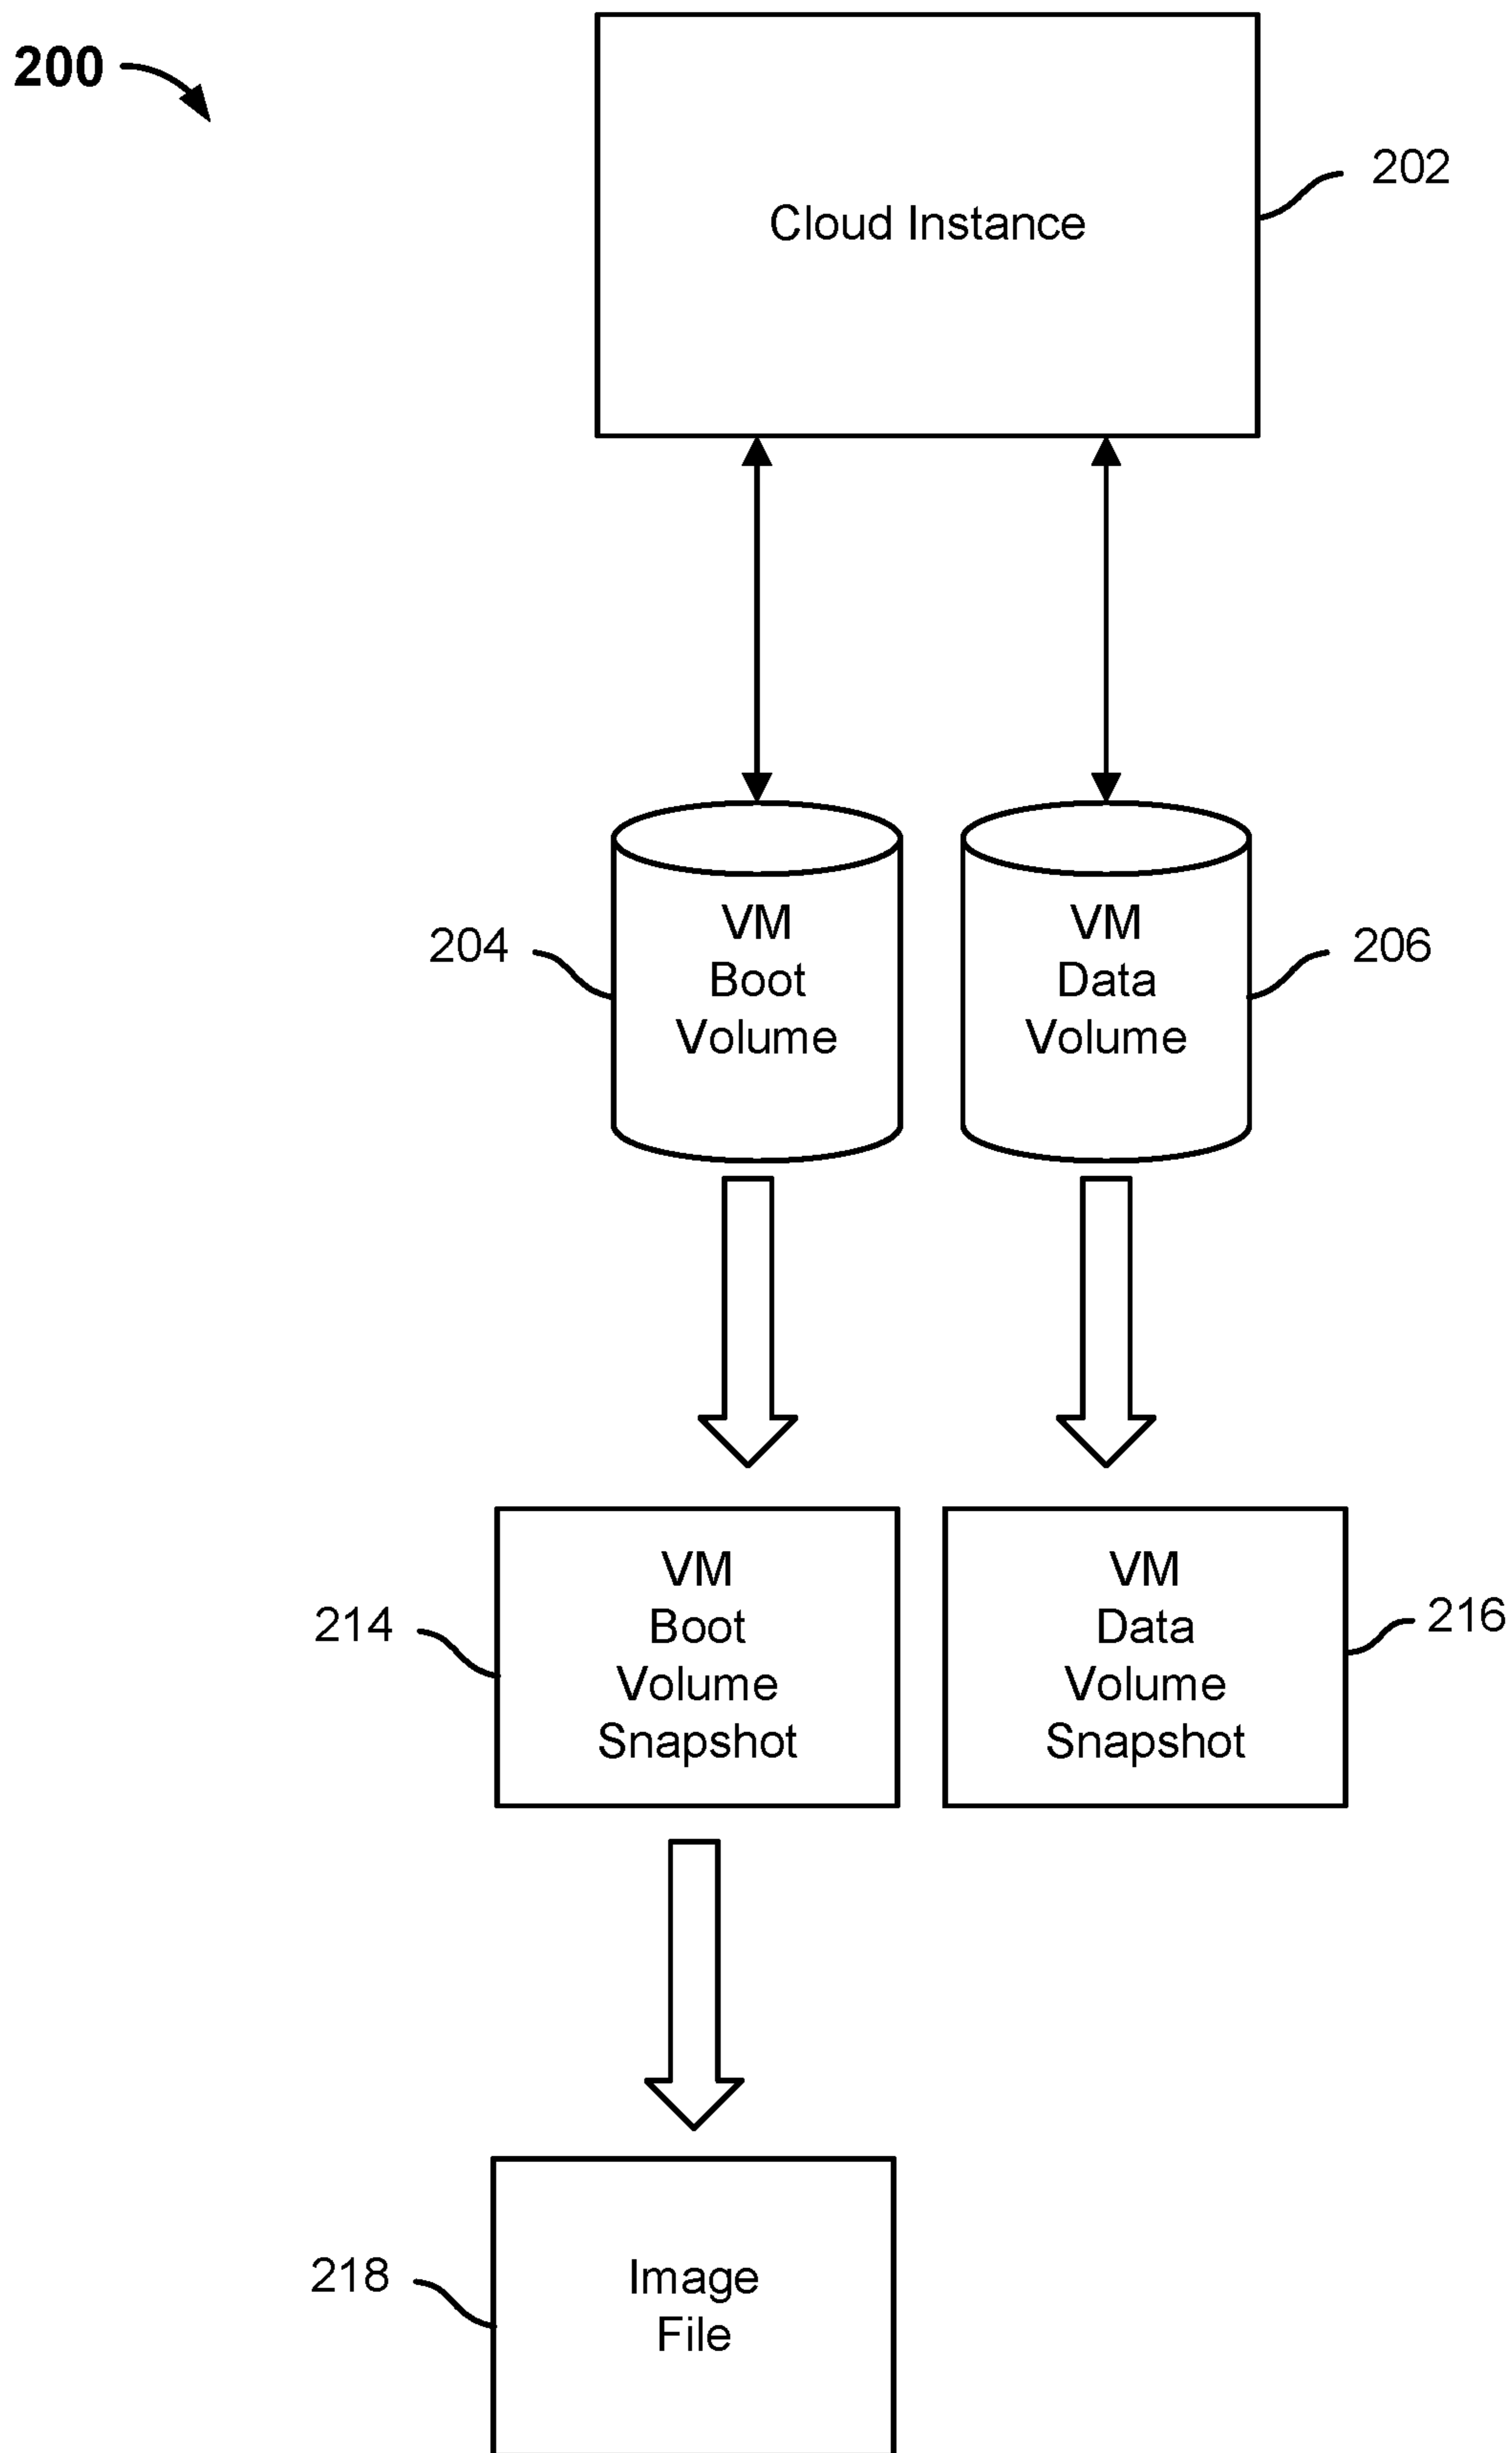 200
202
Cloud Instance
204
VM
Boot
Volume
VM
Data
Volume
206
214
VM
Boot
Volume
Snapshot
VM
Data
Volume
Snapshot
216
218
Image
File